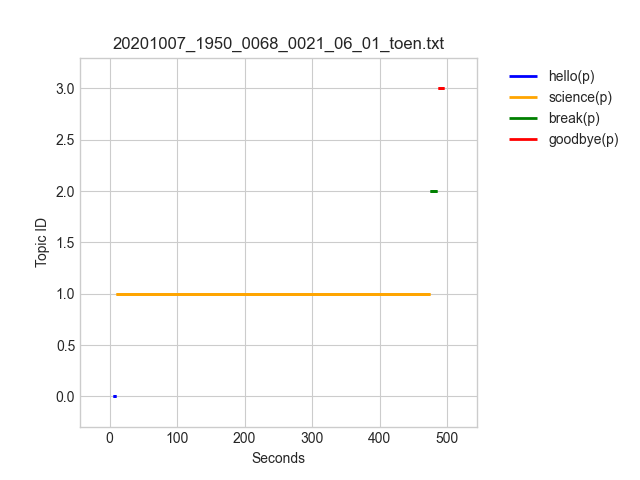 20201007_1950_0068_0021_06_01_toen.txt
hello(p)
science(p)
break(p)
goodbye(p)
Topic ID
3.0
2.5
2.0
1.5
1.0
0.5
0.0
0 100 200 300 400 500
Seconds